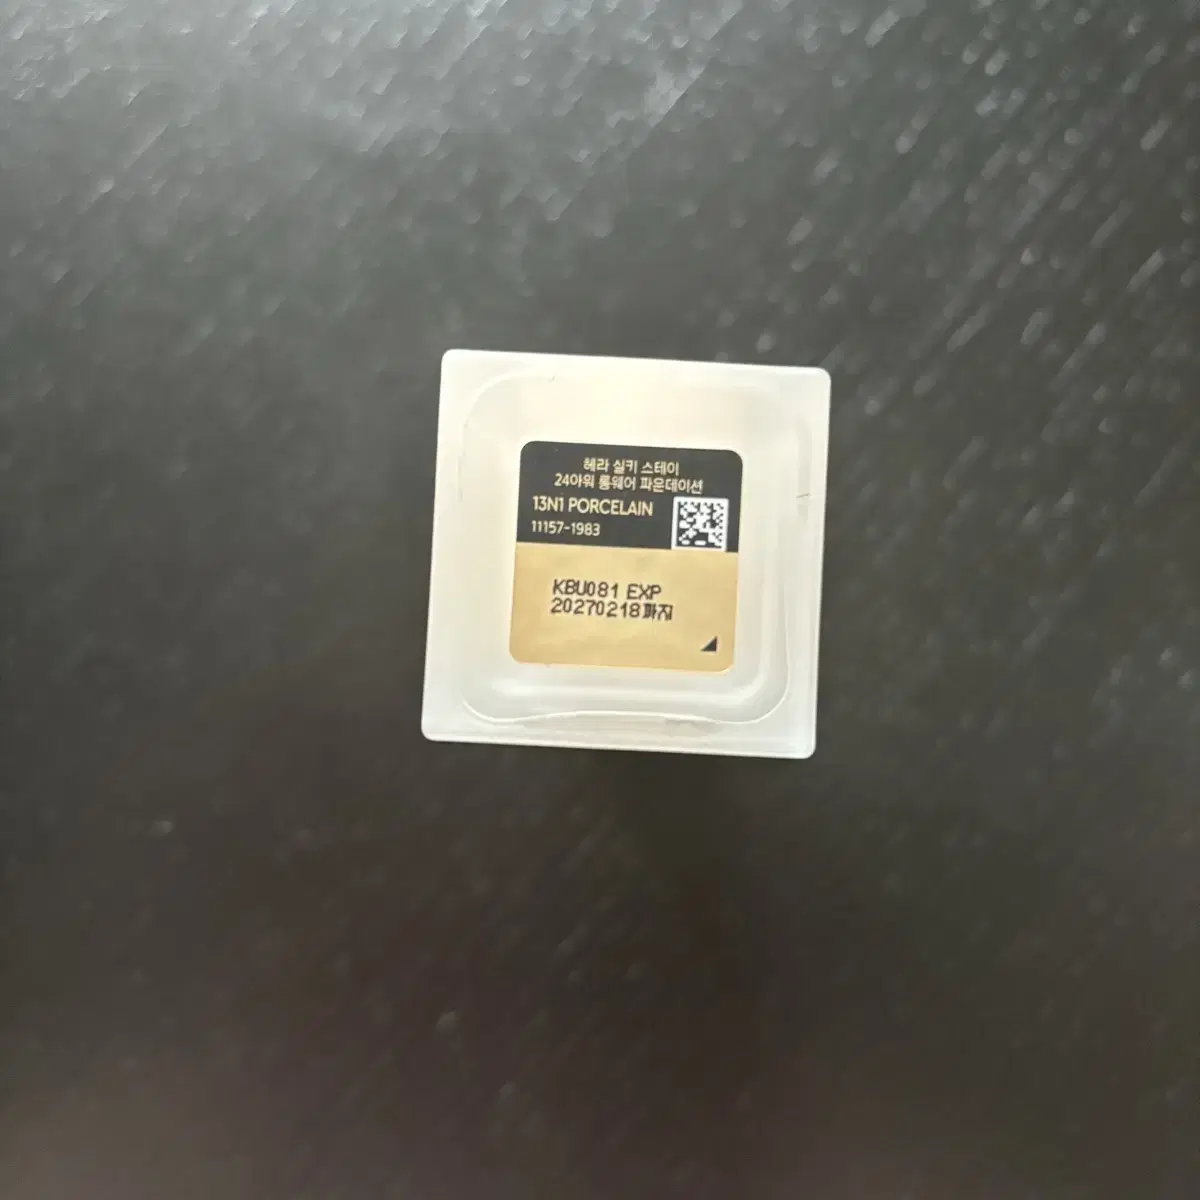 헤라 실키 스테이
24아워 롱웨어 파운데이션
13N1 PORCELAIN
11157-1983
KBU081 EXP
20270218까지